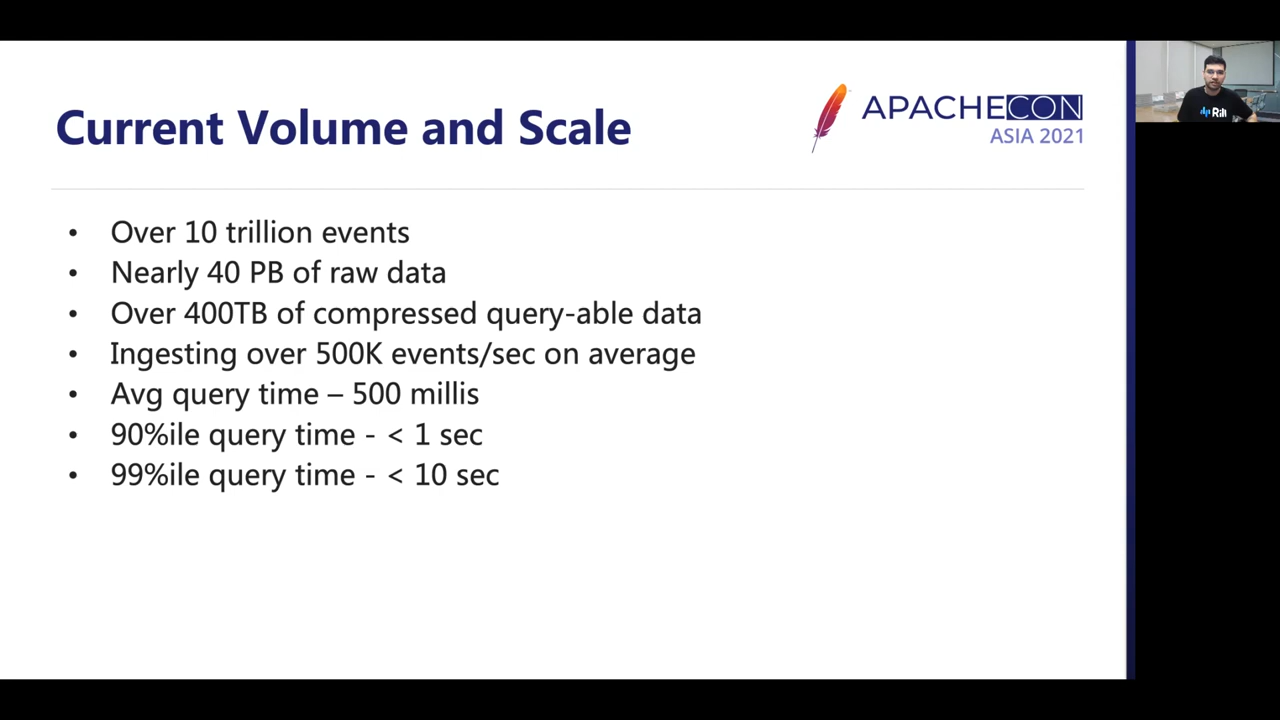 Current Volume and Scale
APACHECON
ASIA 2021
• Over 10 trillion events
• Nearly 40 PB of raw data
• Over 400TB of compressed query-able data
• Ingesting over 500K events/sec on average
• Avg query time – 500 millis
• 90%ile query time - < 1 sec
• 99%ile query time - < 10 sec